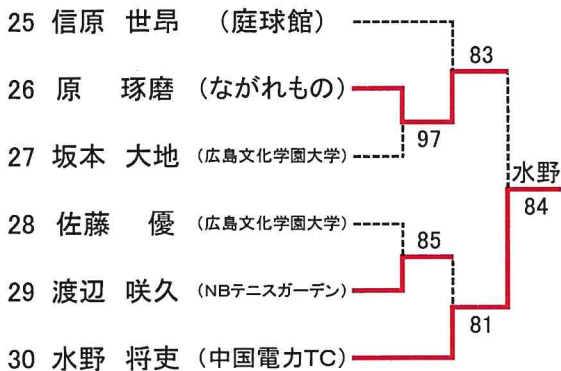 25 信原 世昂 （庭球館）
83
26 原 琢磨 （ながれもの）
97
27 坂本 大地 （広島文化学園大学）
水野
84
28 佐藤 優 （広島文化学園大学）
85
29 渡辺 咲久 （NBテニスガーデン）
81
30 水野 将吏 （中国電力TC）